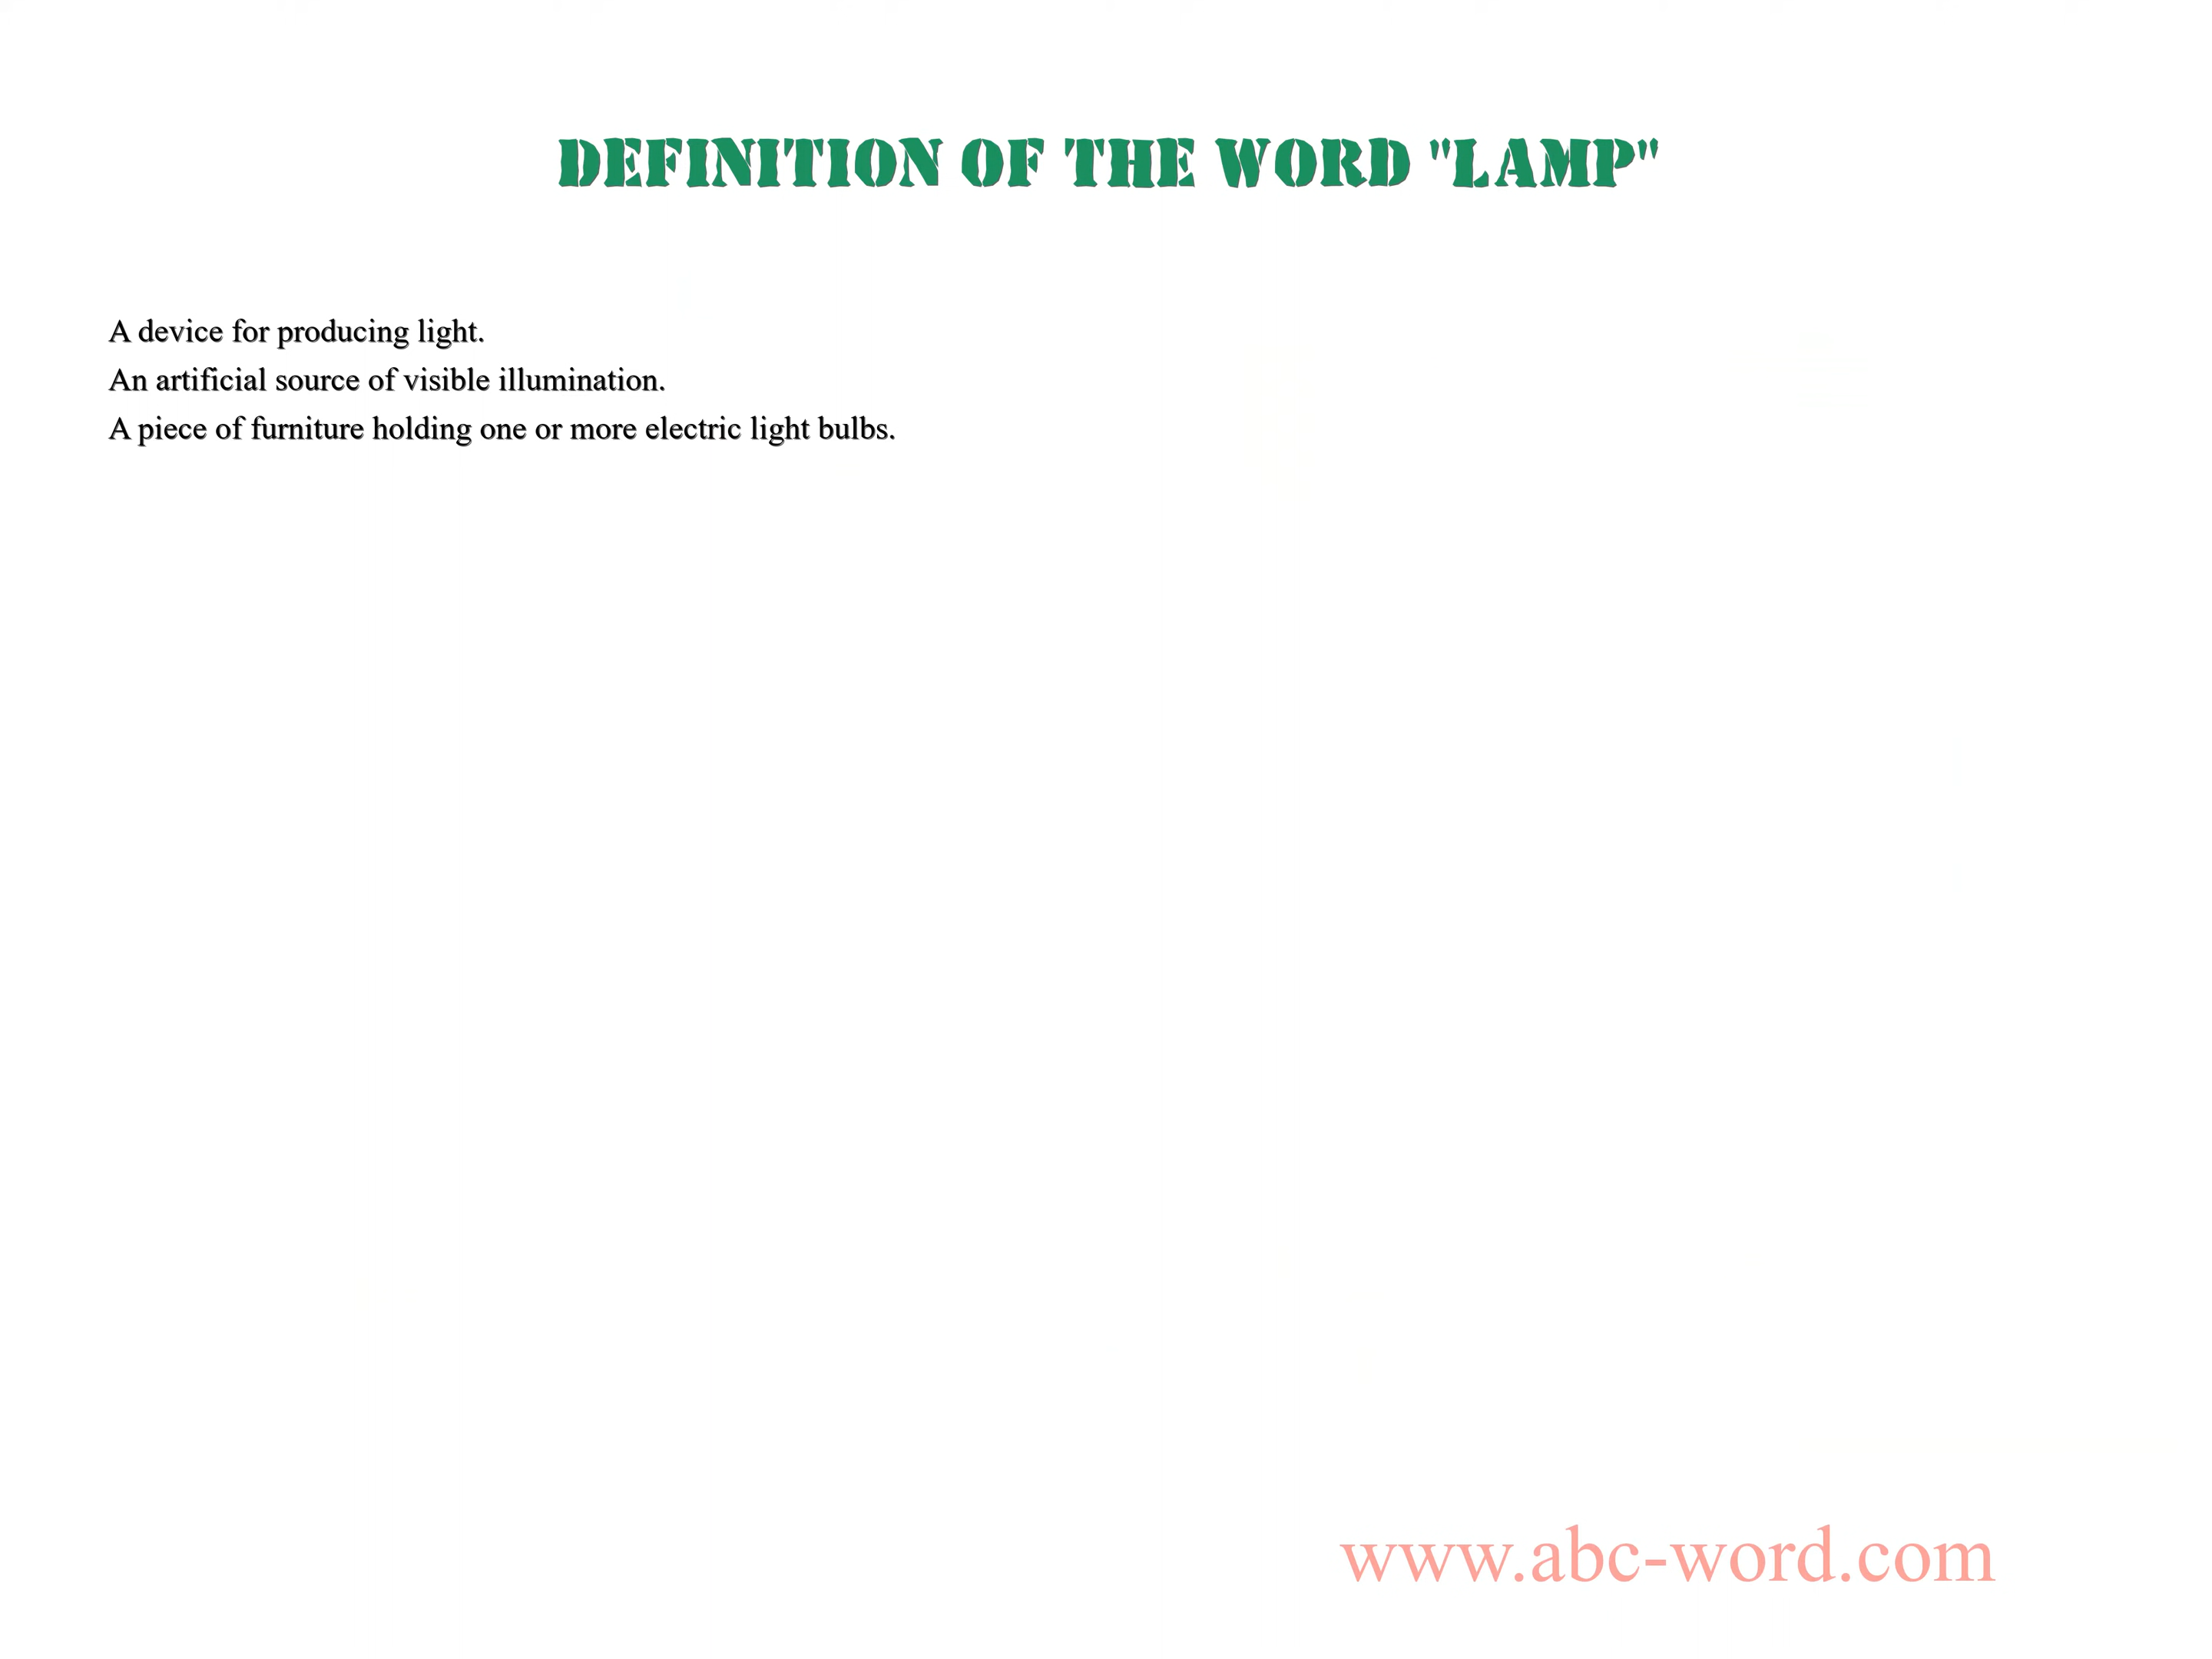 DEFINITION OF THE WORD "LAMP"
A device for producing light.
An artificial source of visible illumination.
A piece of furniture holding one or more electric light bulbs.
www.abc-word.com